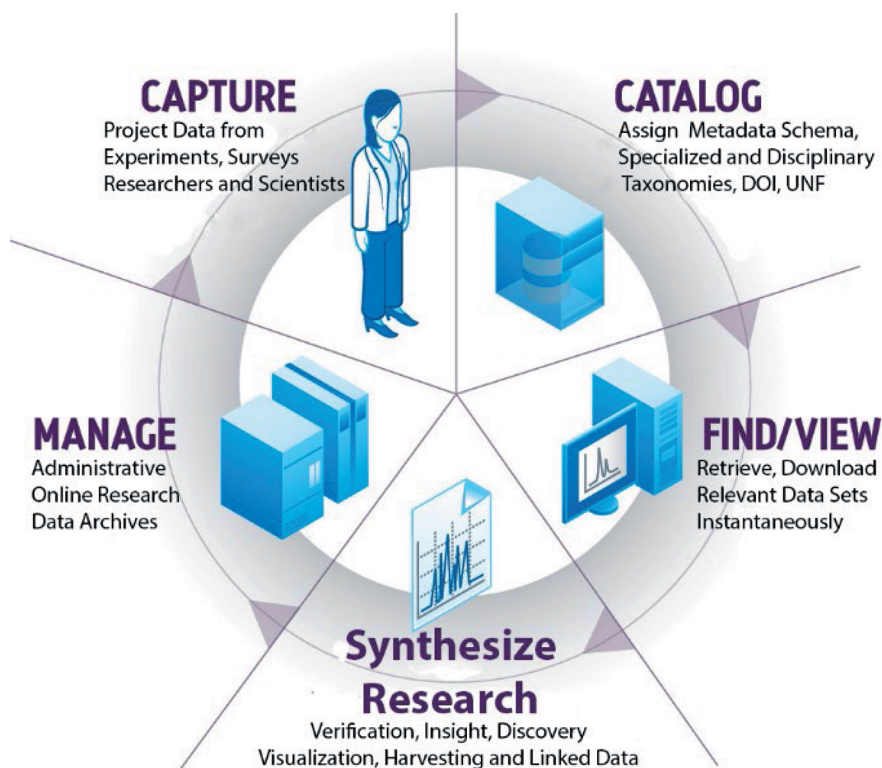 CAPTURE
Project Data from
Experiments, Surveys
Researchers and Scientists
CATALOG
Assign Metadata Schema,
Specialized and Disciplinary
Taxonomies, DOI, UNF
FIND/VIEW
Retrieve, Download
Relevant Data Sets
Instantaneously
Synthesize
Research
Verification, Insight, Discovery
Visualization, Harvesting and Linked Data
MANAGE
Administrative
Online Research
Data Archives